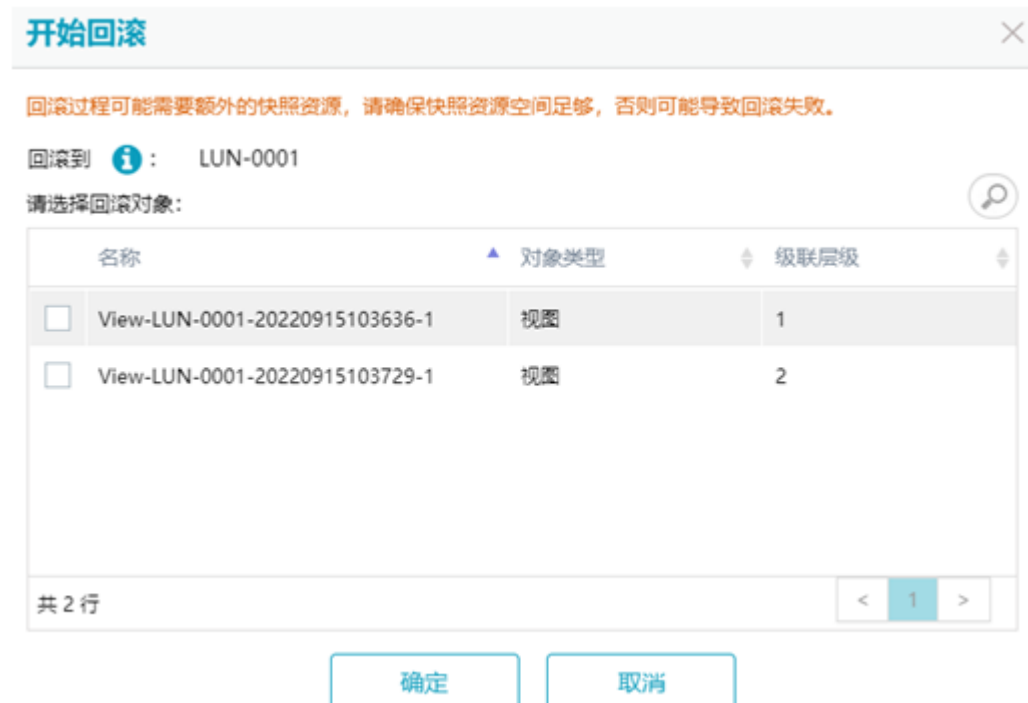 开始回滚
回滚过程可能需要额外的快照资源，请确保快照资源空间足够，否则可能导致回滚失败。
回滚到 ： LUN-0001
请选择回滚对象：
名称 对象类型 级联层级
View-LUN-0001-20220915103636-1 视图 1
View-LUN-0001-20220915103729-1 视图 2
共 2 行 < 1 >
确定 取消